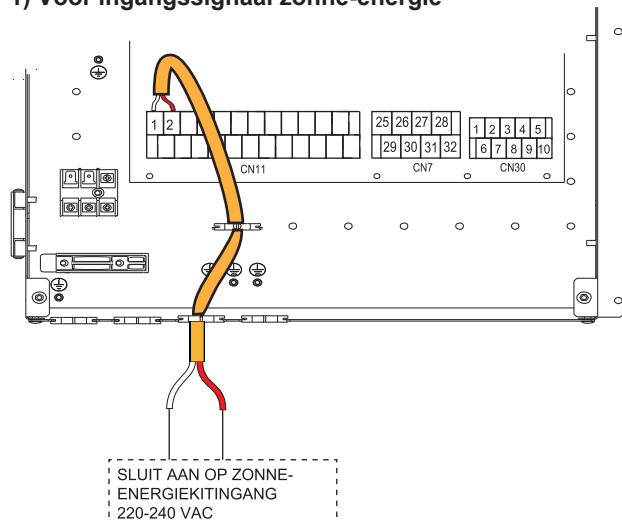 1) Voor ingangssignaal zonne-energie
1 2
25 26 27 28
29 30 31 32
1 2 3 4 5
6 7 8 9 10
CN11
CN7
CN30
SLUIT AAN OP ZONNE-
ENERGIEKITINGANG
220-240 VAC